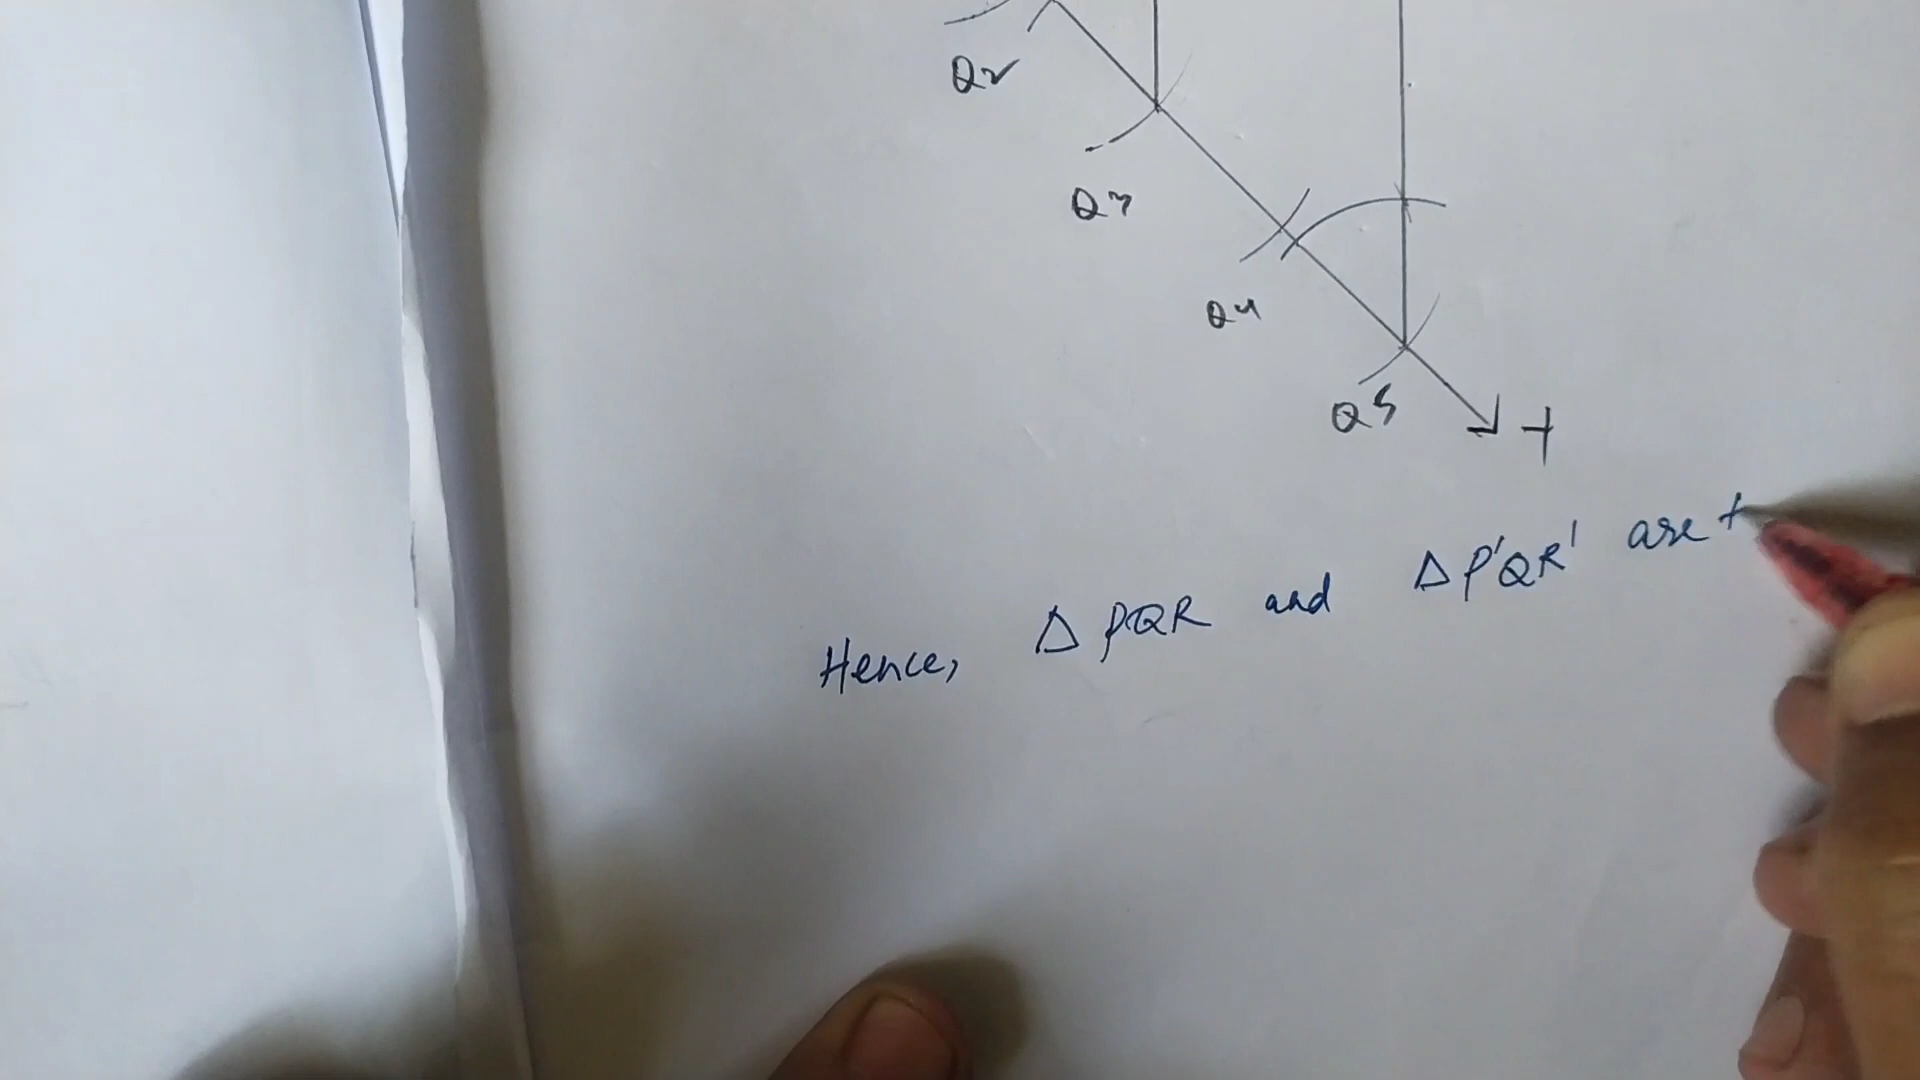 Q2
Q3
Q4
Q5
Hence, Δ PQR and Δ P'QR' are